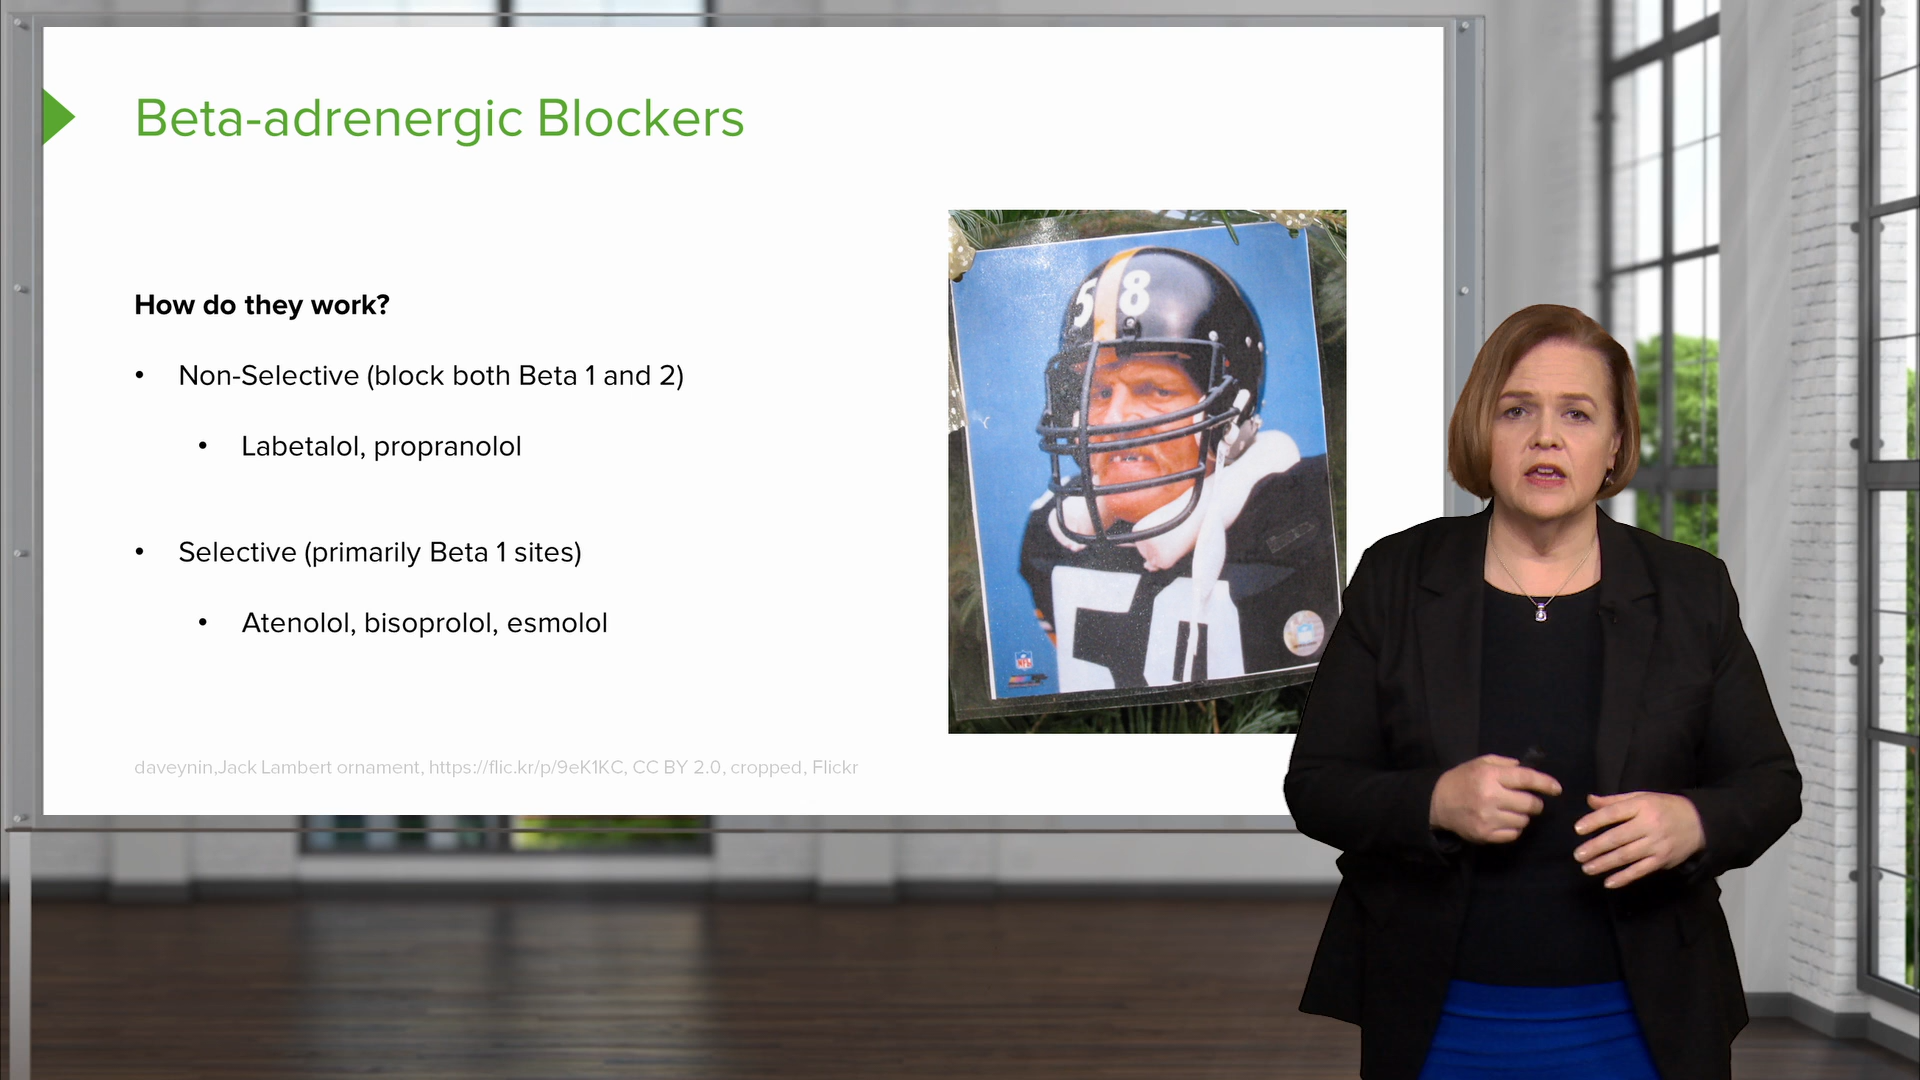 Beta-adrenergic Blockers
How do they work?
• Non-Selective (block both Beta 1 and 2)
• Labetalol, propranolol
• Selective (primarily Beta 1 sites)
• Atenolol, bisoprolol, esmolol
58
58
NFL
daveynin,Jack Lambert ornament, https://flic.kr/p/9eK1KC, CC BY 2.0, cropped, Flickr